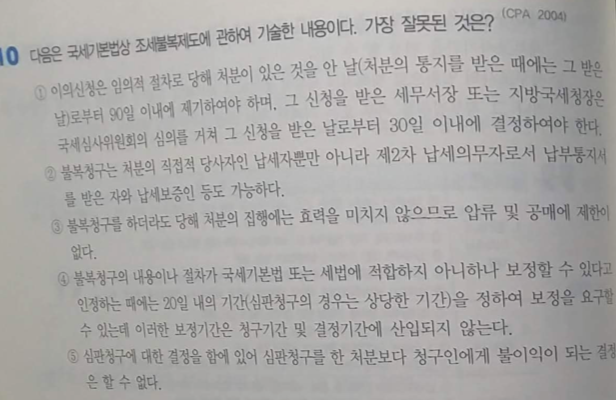 10 다음은 국세기본법상 조세불복제도에 관하여 기술한 내용이다. 가장 잘못된 것은? (CPA 2004)
① 이의신청은 임의적 절차로 당해 처분이 있은 것을 안 날(처분의 통지를 받은 때에는 그 받은
날)로부터 90일 이내에 제기하여야 하며, 그 신청을 받은 세무서장 또는 지방국세청장은
국세심사위원회의 심의를 거쳐 그 신청을 받은 날로부터 30일 이내에 결정하여야 한다.
② 불복청구는 처분의 직접적 당사자인 납세자뿐만 아니라 제2차 납세의무자로서 납부통지서
를 받은 자와 납세보증인 등도 가능하다.
③ 불복청구를 하더라도 당해 처분의 집행에는 효력을 미치지 않으므로 압류 및 공매에 제한이
없다.
④ 불복청구의 내용이나 절차가 국세기본법 또는 세법에 적합하지 아니하나 보정할 수 있다고
인정하는 때에는 20일 내의 기간(심판청구의 경우는 상당한 기간)을 정하여 보정을 요구할
수 있는데 이러한 보정기간은 청구기간 및 결정기간에 산입되지 않는다.
⑤ 심판청구에 대한 결정을 함에 있어 심판청구를 한 처분보다 청구인에게 불이익이 되는 결정
은 할 수 없다.